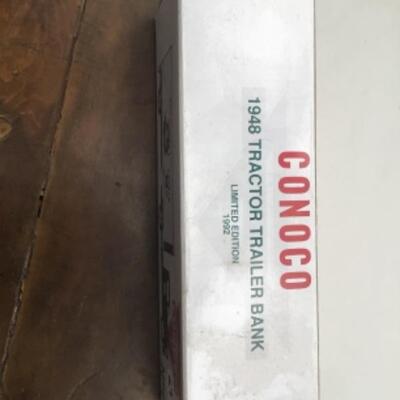 CONOCO
1948 TRACTOR TRAILER BANK
LIMITED EDITION
1992